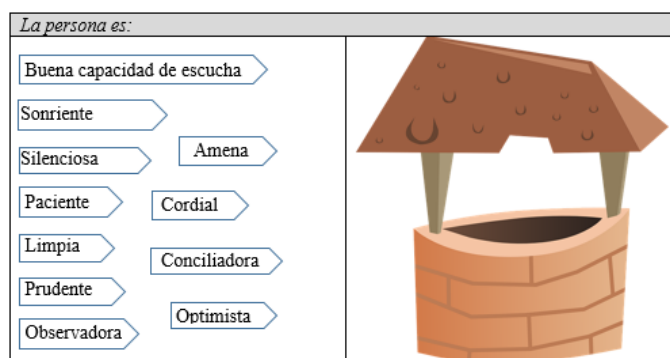 La persona es:
Buena capacidad de escucha
Sonriente
Amena
Silenciosa
Paciente
Cordial
Limpia
Conciliadora
Prudente
Optimista
Observadora